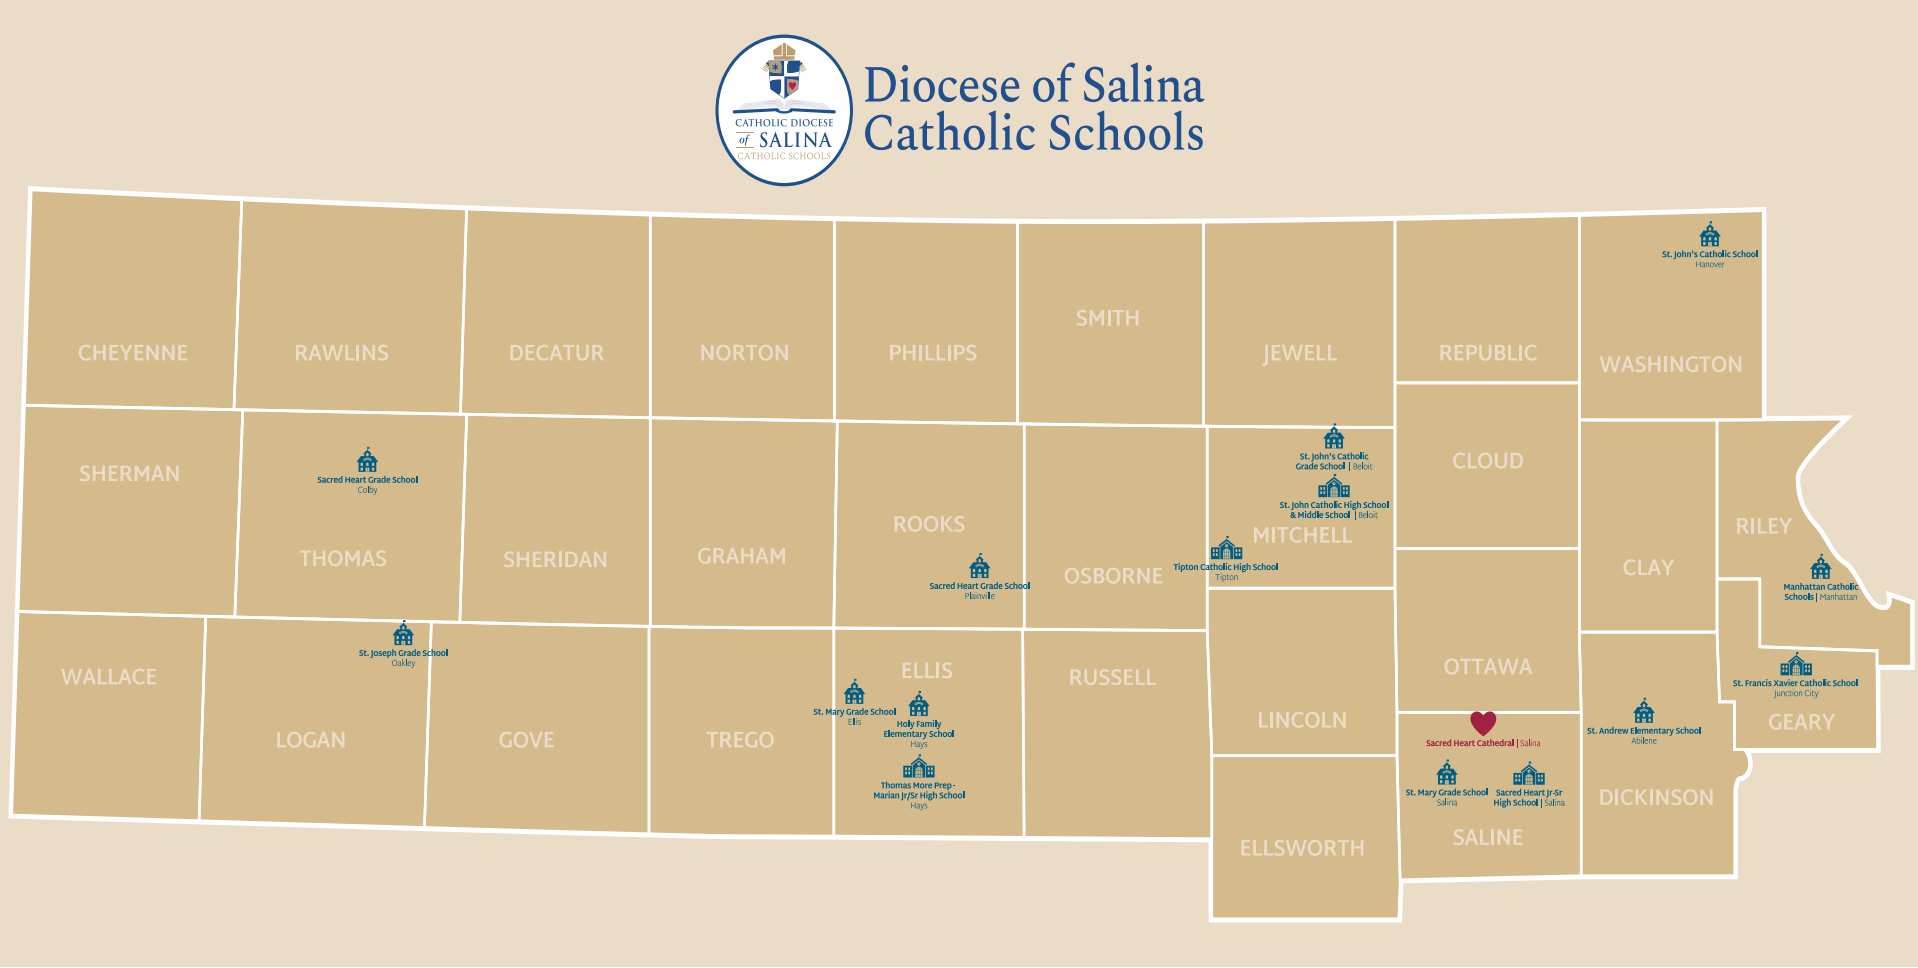 Diocese of Salina
Catholic Schools
CATHOLIC DIOCESE
of SALINA
CATHOLIC SCHOOLS
St. John's Catholic School
Hanover
SMITH
CHEYENNE
RAWLINS
DECATUR
NORTON
PHILLIPS
JEWELL
REPUBLIC
WASHINGTON
St. John's Catholic
Grade School | Beloit
CLOUD
SHERMAN
Sacred Heart Grade School
Colby
St. John Catholic High School
& Middle School | Beloit
ROOKS
RILEY
MITCHELL
THOMAS
SHERIDAN
GRAHAM
Tipton Catholic High School
Tipton
CLAY
OSBORNE
Sacred Heart Grade School
Plainville
Manhattan Catholic
Schools | Manhattan
St. Joseph Grade School
Oakley
WALLACE
ELLIS
RUSSELL
OTTAWA
St. Francis Xavier Catholic School
Junction City
St. Mary Grade School
Ellis
Holy Family
Elementary School
Hays
LINCOLN
GEARY
St. Andrew Elementary School
Abilene
LOGAN
GOVE
TREGO
Sacred Heart Cathedral | Salina
Thomas More Prep-
Marian Jr/Sr High School
Hays
St. Mary Grade School
Salina
Sacred Heart Jr-Sr
High School | Salina
DICKINSON
SALINE
ELLSWORTH